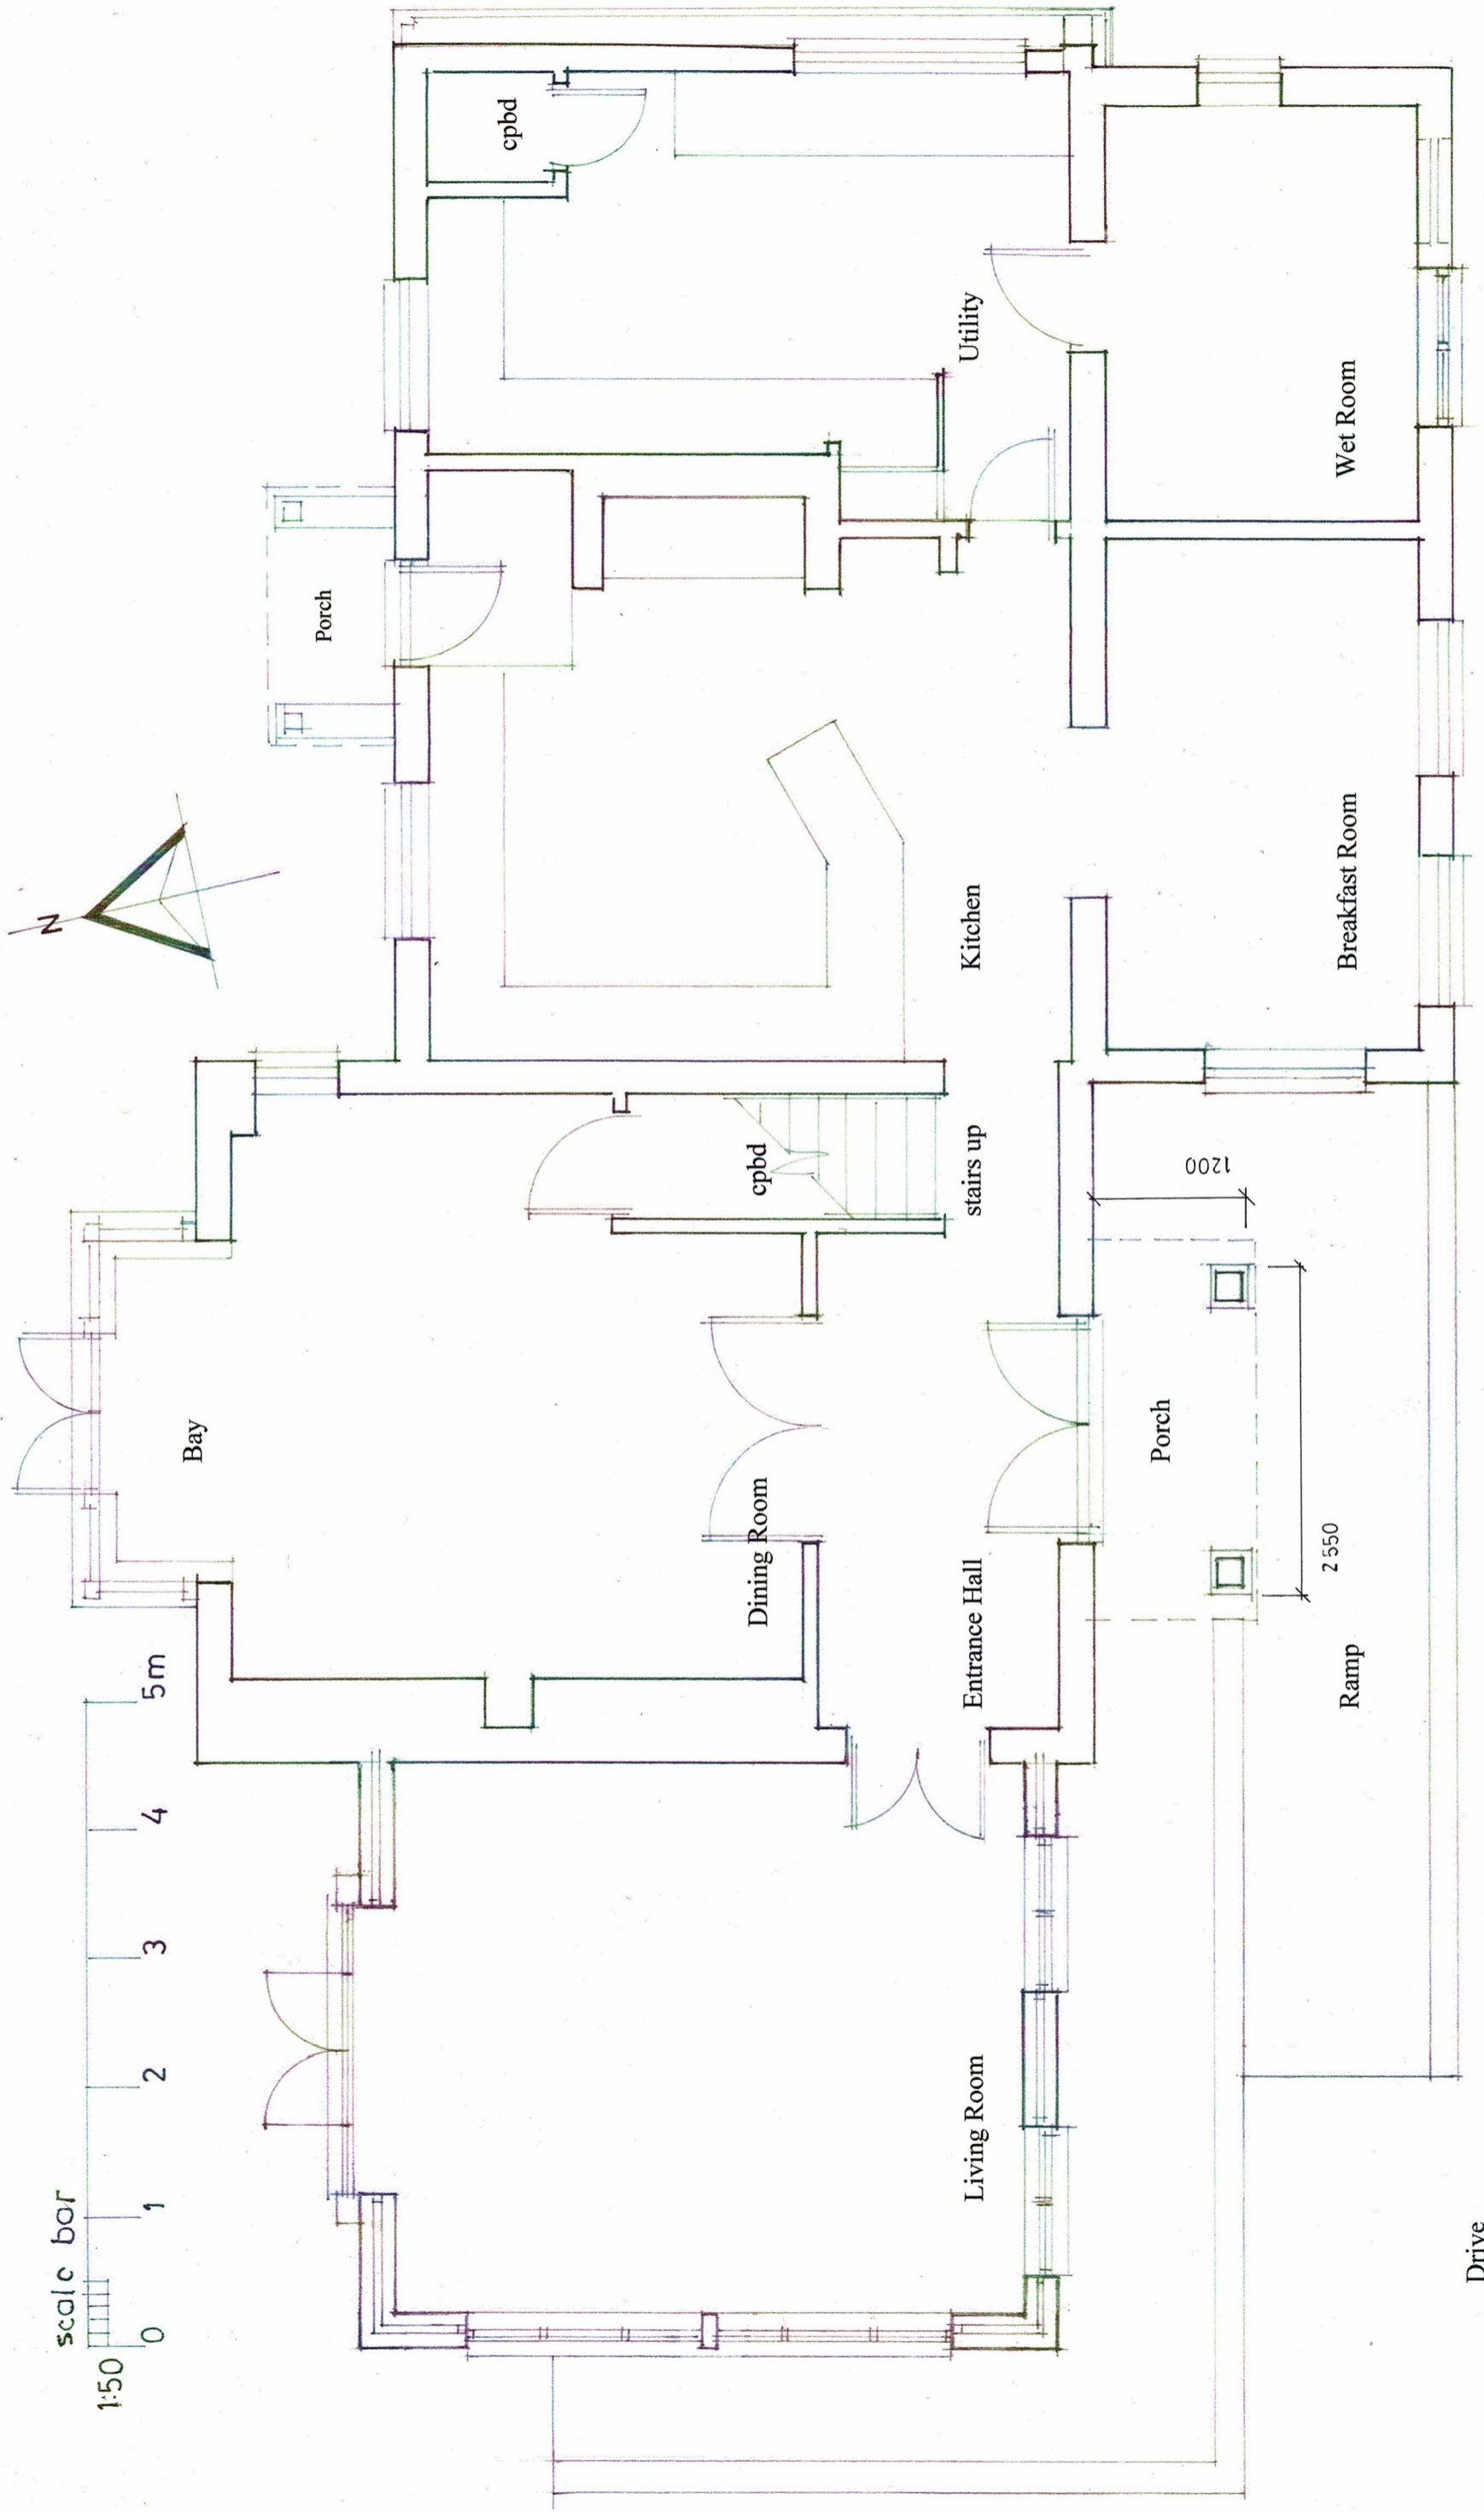 scale bar
1:50
0 1 2 3 4 5m
N
Bay
Porch
cpbd
Dining Room
cpbd
Living Room
Entrance Hall
stairs up
Kitchen
Utility
Porch
1200
2550
Ramp
Breakfast Room
Wet Room
Drive